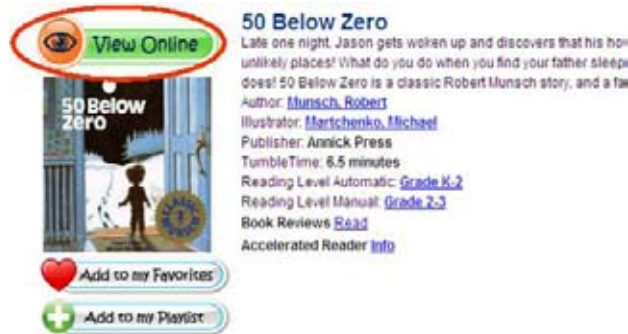 View Online
50 Below Zero
Late one night, Jason gets woken up and discovers that his
unlikely places! What do you do when you find your father
does! 50 Below Zero is a classic Robert Munsch story, and a
Author: Munsch, Robert
Illustrator: Martchenko, Michael
Publisher: Annick Press
TumbleTime: 6.5 minutes
Reading Level Automatic: Grade K-2
Reading Level Manual: Grade 2-3
Book Reviews Read
Accelerated Reader Info
50 Below
Zero
CLASSIC
MUNSCH
Add to my Favorites
Add to my Playlist